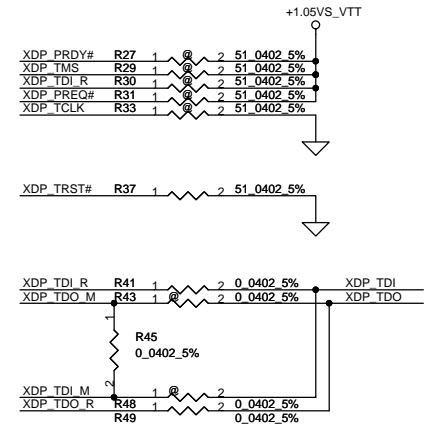 +1.05VS_VTT
XDP_PRDY# R27 1 @ 2 51_0402_5%
XDP_TMS R29 1 @ 2 51_0402_5%
XDP_TDI_R R30 1 @ 2 51_0402_5%
XDP_PREQ# R31 1 @ 2 51_0402_5%
XDP_TCLK R33 1 @ 2 51_0402_5%
XDP_TRST# R37 1 2 51_0402_5%
XDP_TDI_R R41 1 2 0_0402_5% XDP_TDI
XDP_TDO_M R43 1 @ 2 0_0402_5% XDP_TDO
1
R45
0_0402_5%
2
XDP_TDI_M 1 @ 2
XDP_TDO_R R48 1 2 0_0402_5%
R49 0_0402_5%